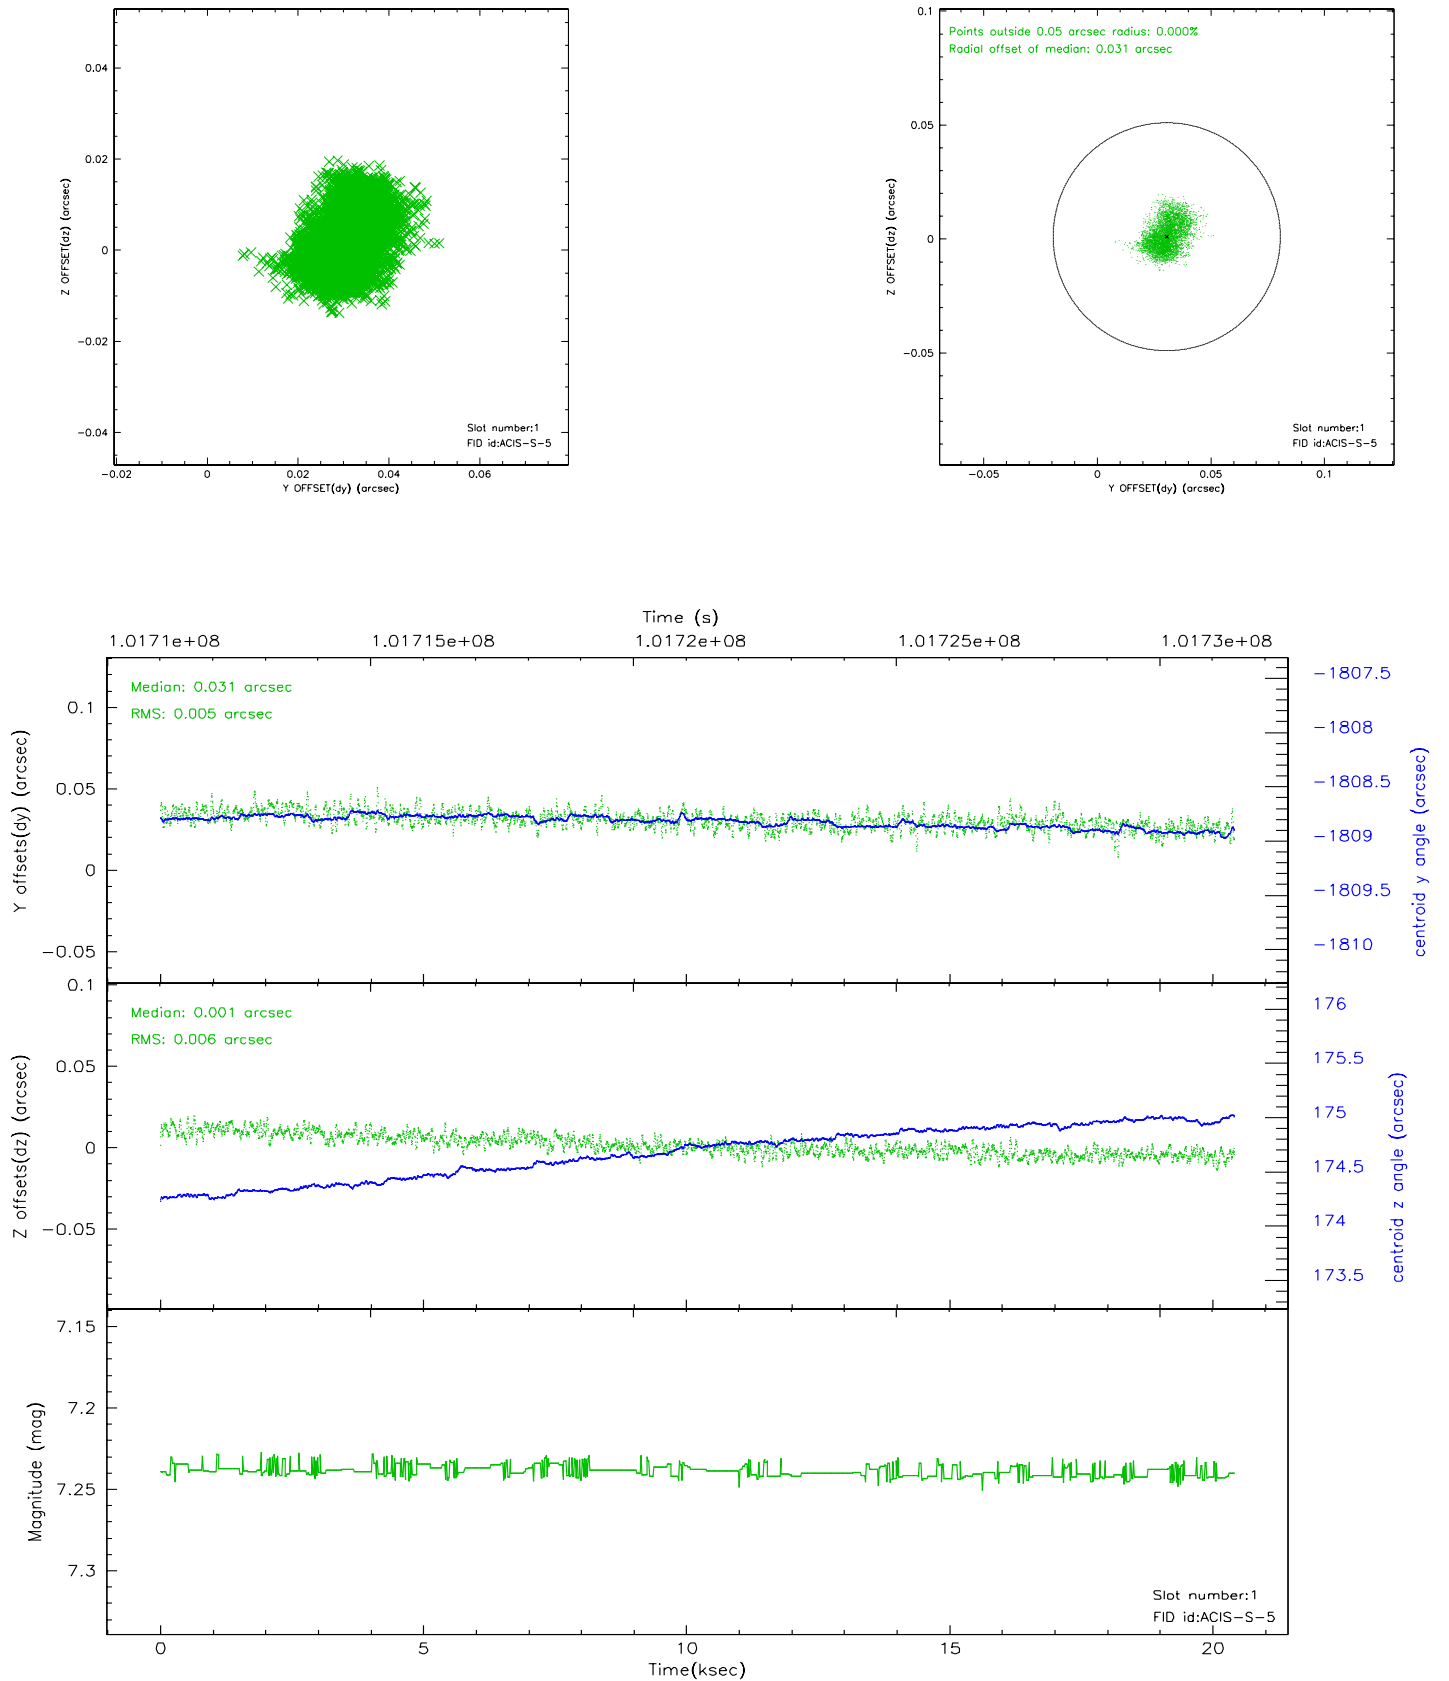 0.04
0.02
0
−0.02
−0.04
Z OFFSET(dz) (arcsec)
Slot number:1
FID id:ACIS−S−5
−0.02 0 0.02 0.04 0.06
Y OFFSET(dy) (arcsec)
0.1
Points outside 0.05 arcsec radius: 0.000%
Radial offset of median: 0.031 arcsec
0.05
0
−0.05
Z OFFSET(dz) (arcsec)
Slot number:1
FID id:ACIS−S−5
−0.05 0 0.05 0.1
Y OFFSET(dy) (arcsec)
Time (s)
1.0171e+08 1.01715e+08 1.0172e+08 1.01725e+08 1.0173e+08
Median: 0.031 arcsec
RMS: 0.005 arcsec
0.1
0.05
0
−0.05
Y offsets(dy) (arcsec)
−1807.5
−1808
−1808.5
−1809
−1809.5
−1810
centroid y angle (arcsec)
0.1
Median: 0.001 arcsec
RMS: 0.006 arcsec
0.05
0
−0.05
Z offsets(dz) (arcsec)
176
175.5
175
174.5
174
173.5
centroid z angle (arcsec)
7.15
7.2
7.25
7.3
Magnitude (mag)
Slot number:1
FID id:ACIS−S−5
0 5 10 15 20
Time(ksec)